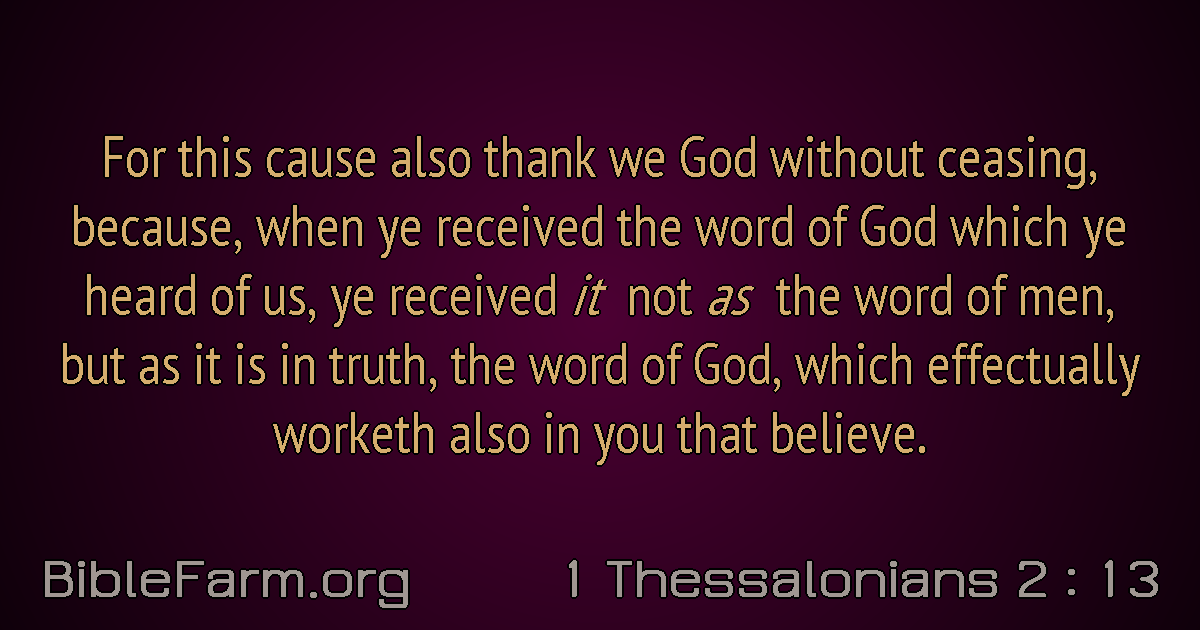 For this cause also thank we God without ceasing,
because, when ye received the word of God which ye
heard of us, ye received it not as the word of men,
but as it is in truth, the word of God, which effectually
worketh also in you that believe.
BibleFarm.org 1 Thessalonians 2 : 13